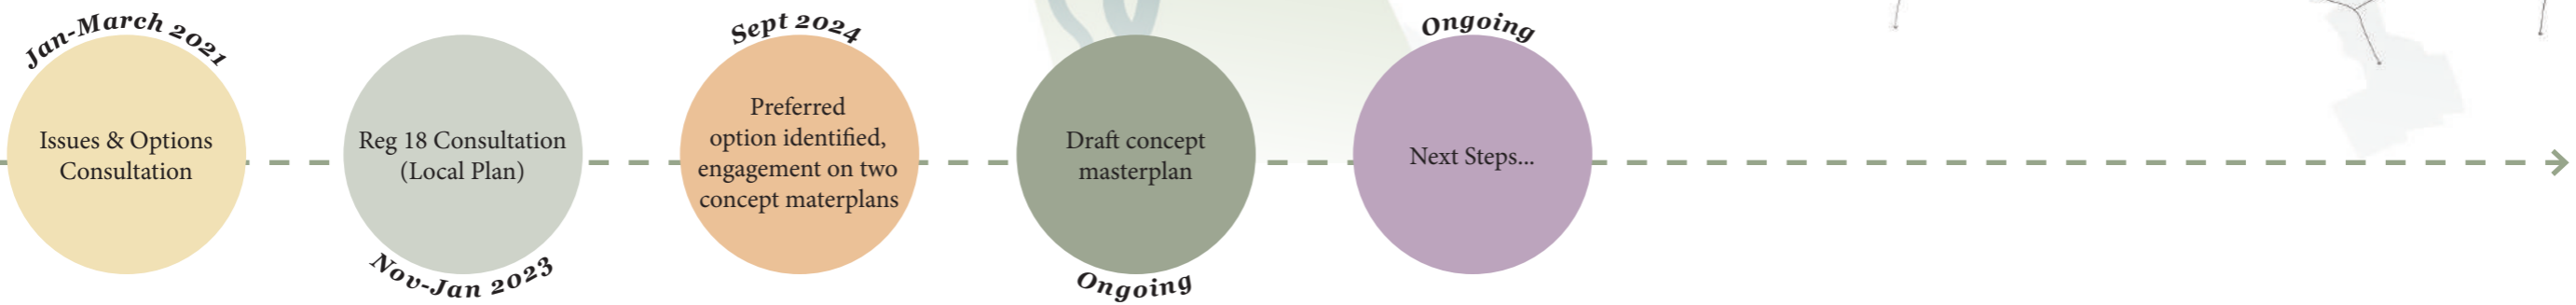 Jan-March 2021
Issues & Options
Consultation
Reg 18 Consultation
(Local Plan)
Nov-Jan 2023
Sept 2024
Preferred
option identified,
engagement on two
concept materplans
Draft concept
masterplan
Ongoing
Ongoing
Next Steps...